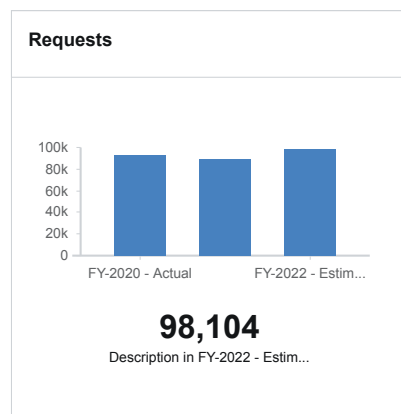 Requests
100k
80k
60k
40k
20k
0
FY-2020 - Actual FY-2022 - Estim...
98,104
Description in FY-2022 - Estim...